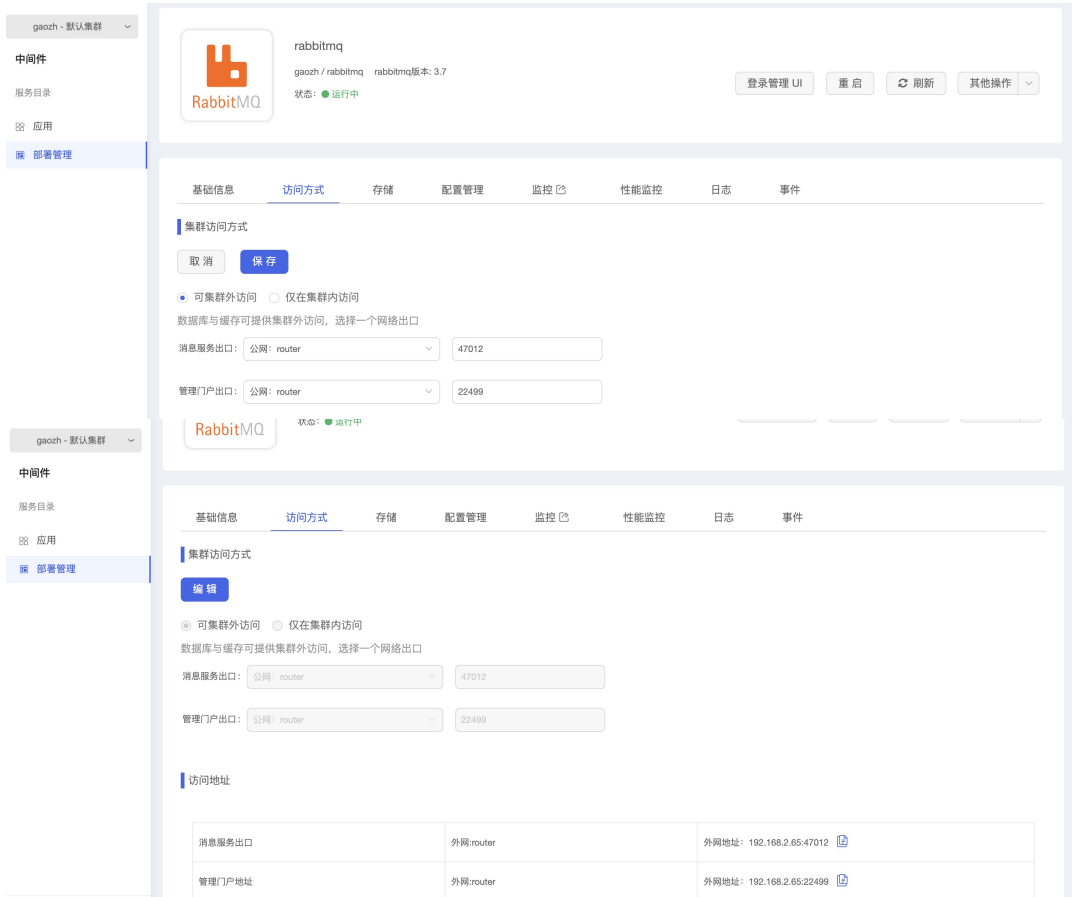 gaozh - 默认集群
中间件
服务目录
应用
部署管理
RabbitMQ
rabbitmq
gaozh / rabbitmq rabbitmq版本: 3.7
状态: 运行中
登录管理 UI 重 启 刷新 其他操作
基础信息 访问方式 存储 配置管理 监控 性能监控 日志 事件
集群访问方式
取 消 保 存
可集群外访问 仅在集群内访问
数据库与缓存可提供集群外访问，选择一个网络出口
消息服务出口: 公网：router 47012
管理门户出口: 公网：router 22499
gaozh - 默认集群
中间件
服务目录
应用
部署管理
状态: 运行中
RabbitMQ
基础信息 访问方式 存储 配置管理 监控 性能监控 日志 事件
集群访问方式
编 辑
可集群外访问 仅在集群内访问
数据库与缓存可提供集群外访问，选择一个网络出口
消息服务出口: 公网：router 47012
管理门户出口: 公网：router 22499
访问地址
消息服务出口 外网:router 外网地址：192.168.2.65:47012
管理门户地址 外网:router 外网地址：192.168.2.65:22499